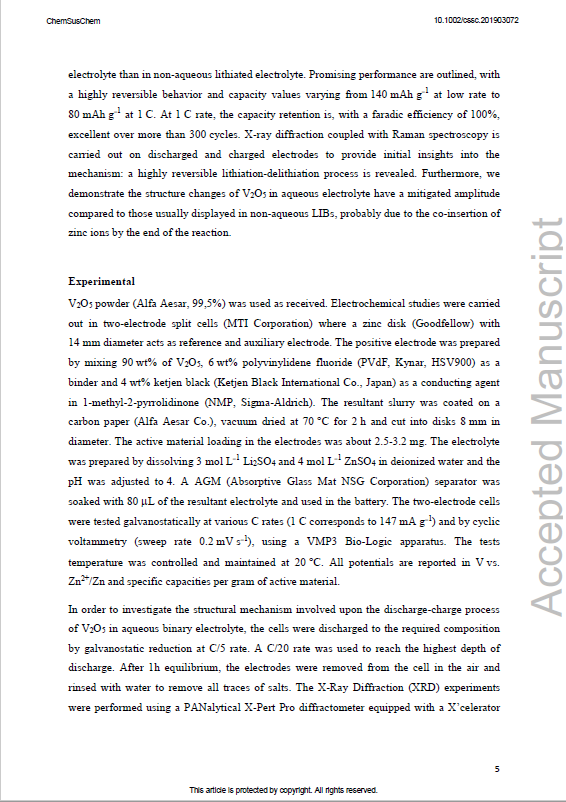 ChemSusChem
10.1002/cssc.201903072
electrolyte than in non-aqueous lithiated electrolyte. Promising performance are outlined, with
a highly reversible behavior and capacity values varying from 140 mAh g-1 at low rate to
80 mAh g-1 at 1 C. At 1 C rate, the capacity retention is, with a faradic efficiency of 100%,
excellent over more than 300 cycles. X-ray diffraction coupled with Raman spectroscopy is
carried out on discharged and charged electrodes to provide initial insights into the
mechanism: a highly reversible lithiation-delithiation process is revealed. Furthermore, we
demonstrate the structure changes of V2O5 in aqueous electrolyte have a mitigated amplitude
compared to those usually displayed in non-aqueous LIBs, probably due to the co-insertion of
zinc ions by the end of the reaction.
Experimental
V2O5 powder (Alfa Aesar, 99,5%) was used as received. Electrochemical studies were carried
out in two-electrode split cells (MTI Corporation) where a zinc disk (Goodfellow) with
14 mm diameter acts as reference and auxiliary electrode. The positive electrode was prepared
by mixing 90 wt% of V2O5, 6 wt% polyvinylidene fluoride (PVdF, Kynar, HSV900) as a
binder and 4 wt% ketjen black (Ketjen Black International Co., Japan) as a conducting agent
in 1-methyl-2-pyrrolidinone (NMP, Sigma-Aldrich). The resultant slurry was coated on a
carbon paper (Alfa Aesar Co.), vacuum dried at 70 °C for 2 h and cut into disks 8 mm in
diameter. The active material loading in the electrodes was about 2.5-3.2 mg. The electrolyte
was prepared by dissolving 3 mol L-1 Li2SO4 and 4 mol L-1 ZnSO4 in deionized water and the
pH was adjusted to 4. A AGM (Absorptive Glass Mat NSG Corporation) separator was
soaked with 80 µL of the resultant electrolyte and used in the battery. The two-electrode cells
were tested galvanostatically at various C rates (1 C corresponds to 147 mA g-1) and by cyclic
voltammetry (sweep rate 0.2 mV s-1), using a VMP3 Bio-Logic apparatus. The tests
temperature was controlled and maintained at 20 °C. All potentials are reported in V vs.
Zn2+/Zn and specific capacities per gram of active material.
In order to investigate the structural mechanism involved upon the discharge-charge process
of V2O5 in aqueous binary electrolyte, the cells were discharged to the required composition
by galvanostatic reduction at C/5 rate. A C/20 rate was used to reach the highest depth of
discharge. After 1h equilibrium, the electrodes were removed from the cell in the air and
rinsed with water to remove all traces of salts. The X-Ray Diffraction (XRD) experiments
were performed using a PANalytical X-Pert Pro diffractometer equipped with a X'celerator
Accepted Manuscript
5
This article is protected by copyright. All rights reserved.